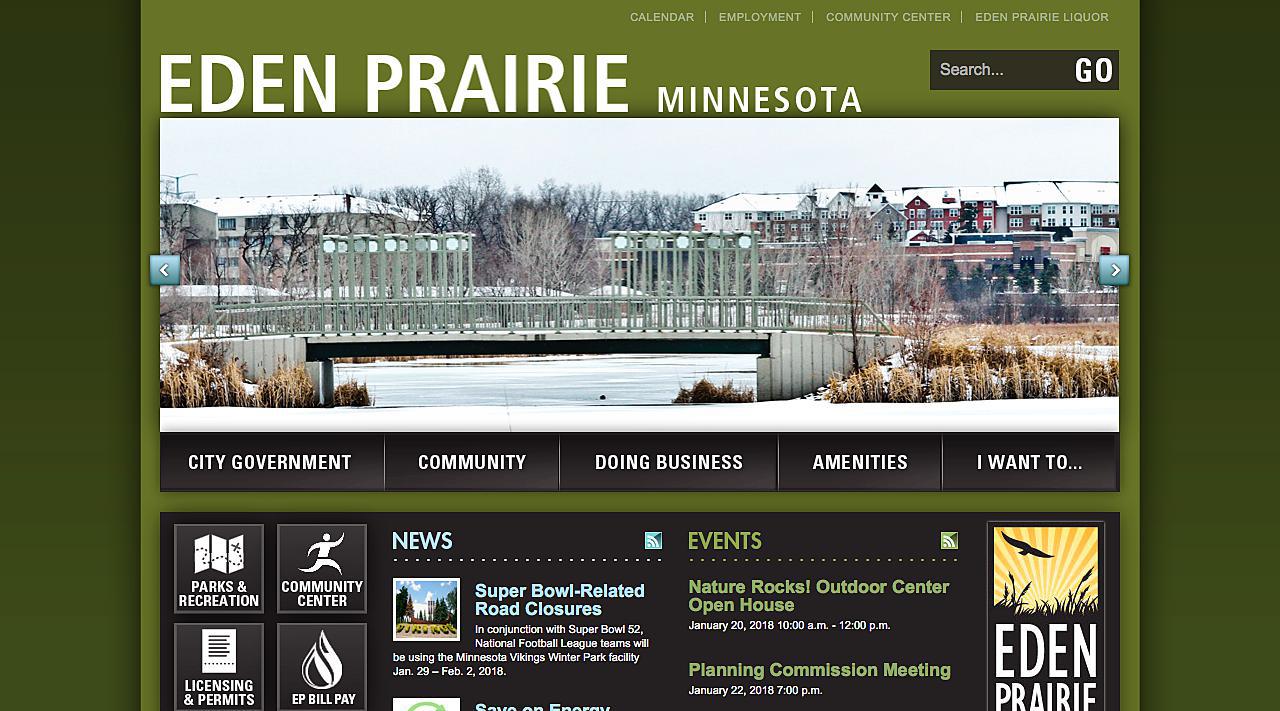 CALENDAR
EMPLOYMENT
COMMUNITY CENTER
EDEN PRAIRIE LIQUOR
EDEN PRAIRIE MINNESOTA
Search...
GO
CITY GOVERNMENT
COMMUNITY
DOING BUSINESS
AMENITIES
I WANT TO...
PARKS &
RECREATION
COMMUNITY
CENTER
LICENSING
& PERMITS
EP BILL PAY
NEWS
Super Bowl-Related
Road Closures
In conjunction with Super Bowl 52,
National Football League teams will
be using the Minnesota Vikings Winter Park facility
Jan. 29 – Feb. 2, 2018.
Save on Energy
EVENTS
Nature Rocks! Outdoor Center
Open House
January 20, 2018 10:00 a.m. - 12:00 p.m.
Planning Commission Meeting
January 22, 2018 7:00 p.m.
EDEN
PRAIRIE